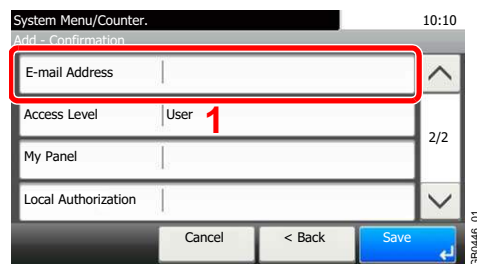 System Menu/Counter. 10:10
Add - Confirmation
E-mail Address
Access Level User 1
2/2
My Panel
Local Authorization
Cancel < Back Save
GB0446_01